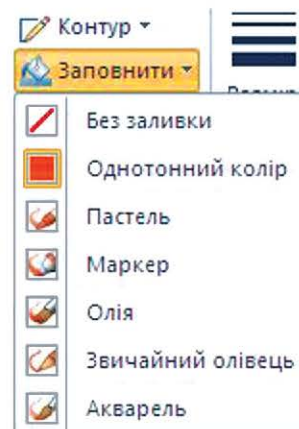 Контур
Заповнити
Без заливки
Однотонний колір
Пастель
Маркер
Олія
Звичайний олівець
Акварель